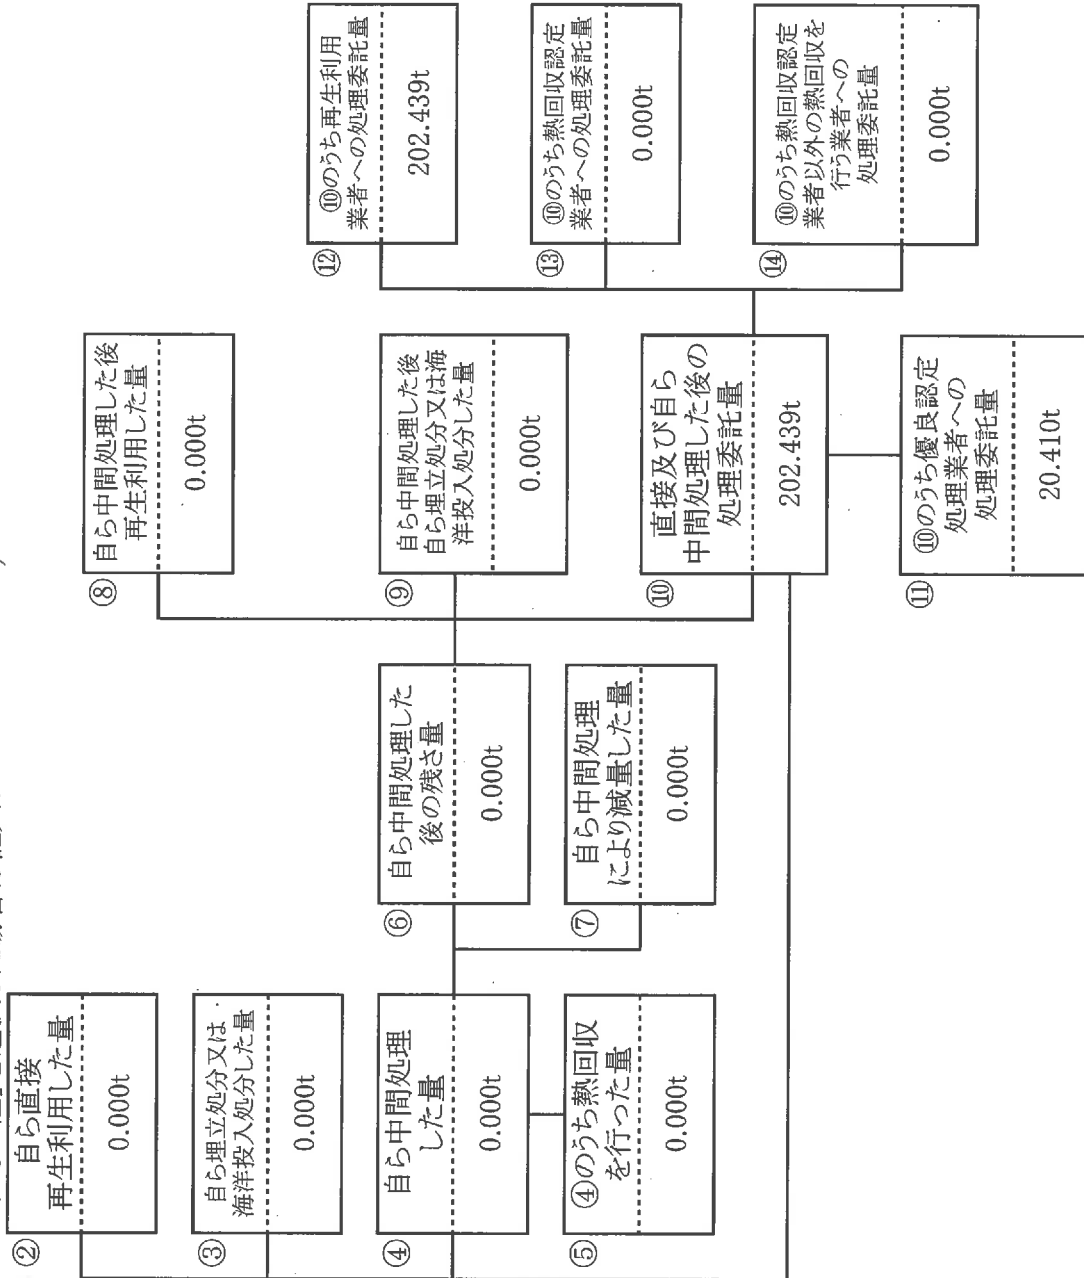 ②
自ら直接
再生利用した量
0.000t
③
自ら埋立処分又は
海洋投入処分した量
0.000t
④
自ら中間処理
した量
0.000t
⑤
④のうち熱回収
を行った量
0.000t
⑥
自ら中間処理した
後の残さ量
0.000t
⑦
自ら中間処理
により減量した量
0.000t
⑧
自ら中間処理した後
再生利用した量
0.000t
⑨
自ら中間処理した後
自ら埋立処分又は海
洋投入処分した量
0.000t
⑩
直接及び自ら
中間処理した後の
処理委託量
202.439t
⑪
⑩のうち優良認定
処理業者への
処理委託量
20.410t
⑫
⑩のうち再生利用
業者への処理委託量
202.439t
⑬
⑩のうち熱回収認定
業者への処理委託量
0.000t
⑭
⑩のうち熱回収認定
業者以外の熱回収を
行う業者への
処理委託量
0.000t